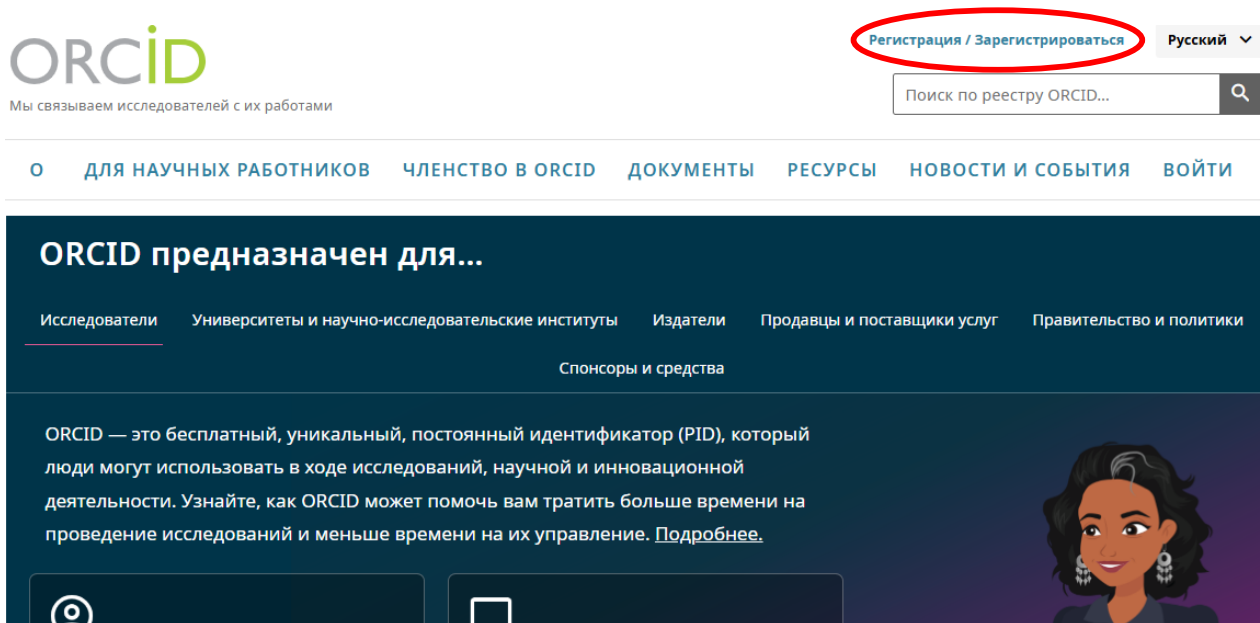 ORCID
Мы связываем исследователей с их работами
Регистрация / Зарегистрироваться
Русский
Поиск по реестру ORCID...
О ДЛЯ НАУЧНЫХ РАБОТНИКОВ ЧЛЕНСТВО В ORCID ДОКУМЕНТЫ РЕСУРСЫ НОВОСТИ И СОБЫТИЯ ВОЙТИ
ORCID предназначен для...
Исследователи Университеты и научно-исследовательские институты Издатели Продавцы и поставщики услуг Правительство и политики
Спонсоры и средства
ORCID — это бесплатный, уникальный, постоянный идентификатор (PID), который
люди могут использовать в ходе исследований, научной и инновационной
деятельности. Узнайте, как ORCID может помочь вам тратить больше времени на
проведение исследований и меньше времени на их управление. Подробнее.